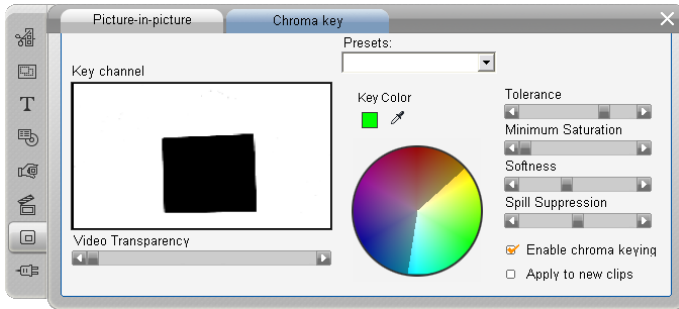 Picture-in-picture
Chroma key
Presets:
Key channel
Key Color
Tolerance
Minimum Saturation
Softness
Spill Suppression
Video Transparency
Enable chroma keying
Apply to new clips
T